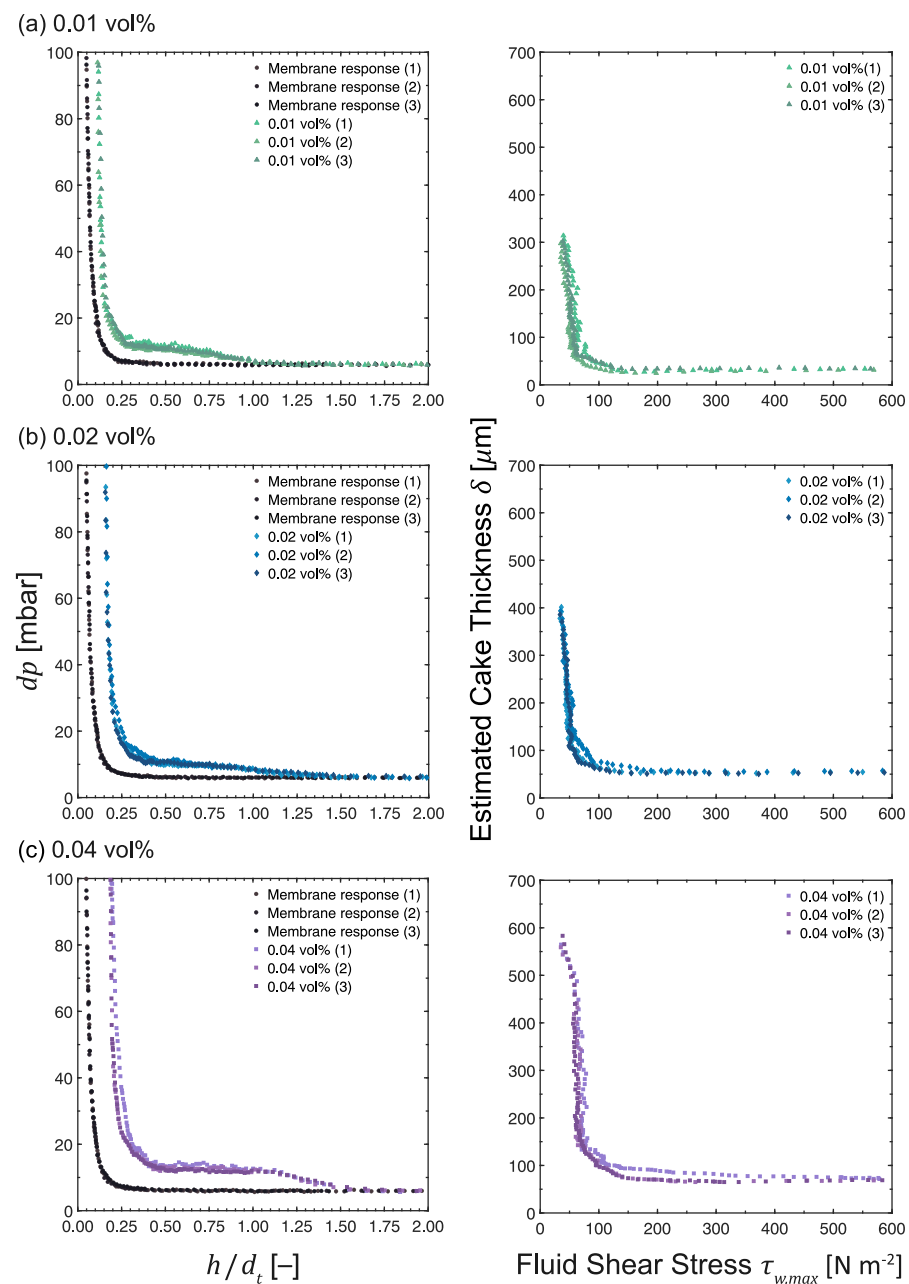 (a) 0.01 vol%
100
80
60
40
20
0
0.00 0.25 0.50 0.75 1.00 1.25 1.50 1.75 2.00
Membrane response (1)
Membrane response (2)
Membrane response (3)
0.01 vol% (1)
0.01 vol% (2)
0.01 vol% (3)
700
600
500
400
300
200
100
0
0 100 200 300 400 500 600
0.01 vol%(1)
0.01 vol% (2)
0.01 vol% (3)
(b) 0.02 vol%
100
80
60
40
20
0
0.00 0.25 0.50 0.75 1.00 1.25 1.50 1.75 2.00
Membrane response (1)
Membrane response (2)
Membrane response (3)
0.02 vol% (1)
0.02 vol% (2)
0.02 vol% (3)
dp [mbar]
700
600
500
400
300
200
100
0
0 100 200 300 400 500 600
0.02 vol% (1)
0.02 vol% (2)
0.02 vol% (3)
Estimated Cake Thickness δ [μm]
(c) 0.04 vol%
100
80
60
40
20
0
0.00 0.25 0.50 0.75 1.00 1.25 1.50 1.75 2.00
Membrane response (1)
Membrane response (2)
Membrane response (3)
0.04 vol% (1)
0.04 vol% (2)
0.04 vol% (3)
h/dₜ [–]
700
600
500
400
300
200
100
0
0 100 200 300 400 500 600
0.04 vol% (1)
0.04 vol% (2)
0.04 vol% (3)
Fluid Shear Stress τw.max [N m⁻²]